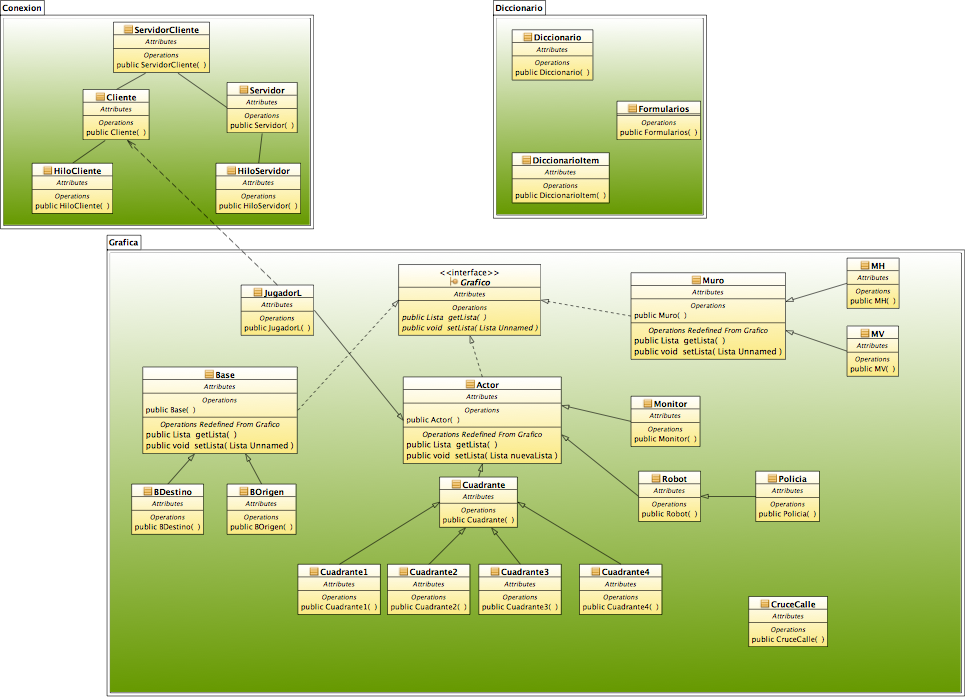 Conexion
ServidorCliente
Attributes
Operations
public ServidorCliente( )
Cliente
Attributes
Operations
public Cliente( )
Servidor
Attributes
Operations
public Servidor( )
HiloCliente
Attributes
Operations
public HiloCliente( )
HiloServidor
Attributes
Operations
public HiloServidor( )
Diccionario
Diccionario
Attributes
Operations
public Diccionario( )
Formularios
Operations
public Formularios( )
DiccionarioItem
Attributes
Operations
public DiccionarioItem( )
Grafica
JugadorL
Attributes
Operations
public JugadorL( )
<<interface>>
Grafico
Attributes
Operations
public Lista getLista( )
public void setLista( Lista Unnamed )
Muro
Attributes
Operations
public Muro( )
Operations Redefined From Grafico
public Lista getLista( )
public void setLista( Lista Unnamed )
MH
Attributes
Operations
public MH( )
MV
Attributes
Operations
public MV( )
Base
Attributes
Operations
public Base( )
Operations Redefined From Grafico
public Lista getLista( )
public void setLista( Lista Unnamed )
Actor
Attributes
Operations
public Actor( )
Operations Redefined From Grafico
public Lista getLista( )
public void setLista( Lista nuevaLista )
Monitor
Attributes
Operations
public Monitor( )
BDestino
Attributes
Operations
public BDestino( )
BOrigen
Attributes
Operations
public BOrigen( )
Cuadrante
Attributes
Operations
public Cuadrante( )
Robot
Attributes
Operations
public Robot( )
Policia
Attributes
Operations
public Policia( )
Cuadrante1
Attributes
Operations
public Cuadrante1( )
Cuadrante2
Attributes
Operations
public Cuadrante2( )
Cuadrante3
Attributes
Operations
public Cuadrante3( )
Cuadrante4
Attributes
Operations
public Cuadrante4( )
CruceCalle
Attributes
Operations
public CruceCalle( )